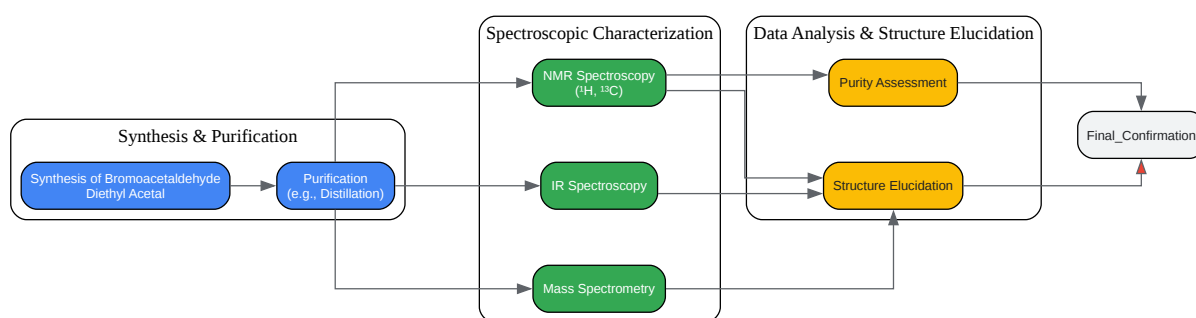 Spectroscopic Characterization
Data Analysis & Structure Elucidation
NMR Spectroscopy
(¹H, ¹³C)
Purity Assessment
Synthesis & Purification
Final_Confirmation
Synthesis of Bromoacetaldehyde
Diethyl Acetal
Purification
(e.g., Distillation)
IR Spectroscopy
Structure Elucidation
Mass Spectrometry